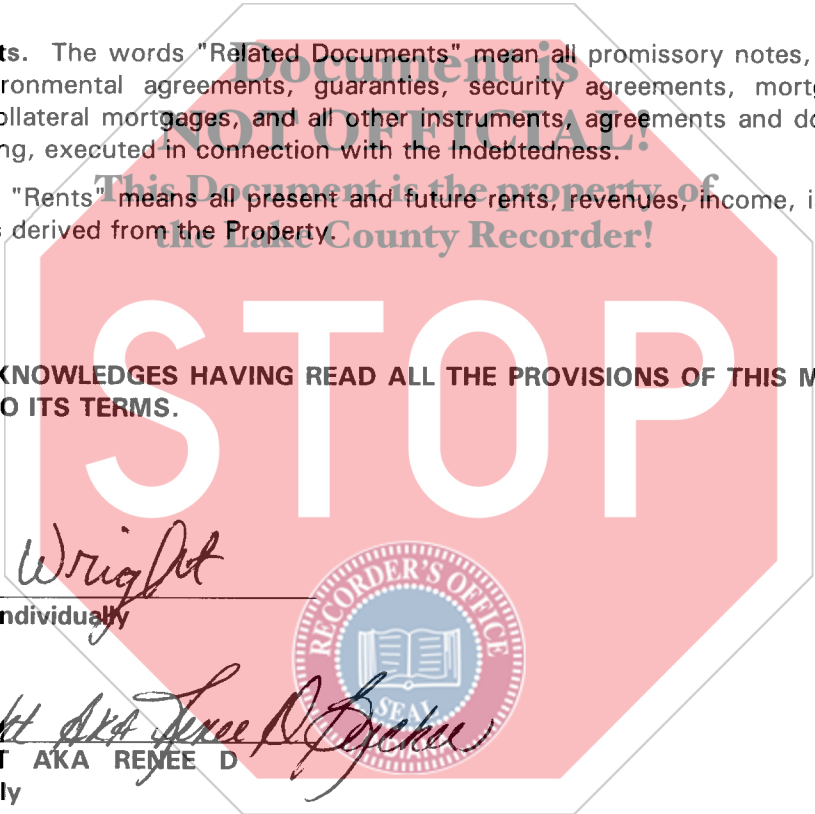 ts. The words "Related Documents" mean all promissory notes,
Document is
ronmental agreements, guaranties, security agreements, mortg
ollateral mortgages, and all other instruments, agreements and do
NOT OFFICIAL!
ng, executed in connection with the Indebtedness.
This Document is the property of
"Rents" means all present and future rents, revenues, income, i
s derived from the Property.
the Lake County Recorder!
STOP
KNOWLEDGES HAVING READ ALL THE PROVISIONS OF THIS M
O ITS TERMS.
Wright
ndividually
RECORDER'S OFFICE
SEAL
AKA Renee D
T AKA RENEE D
ly